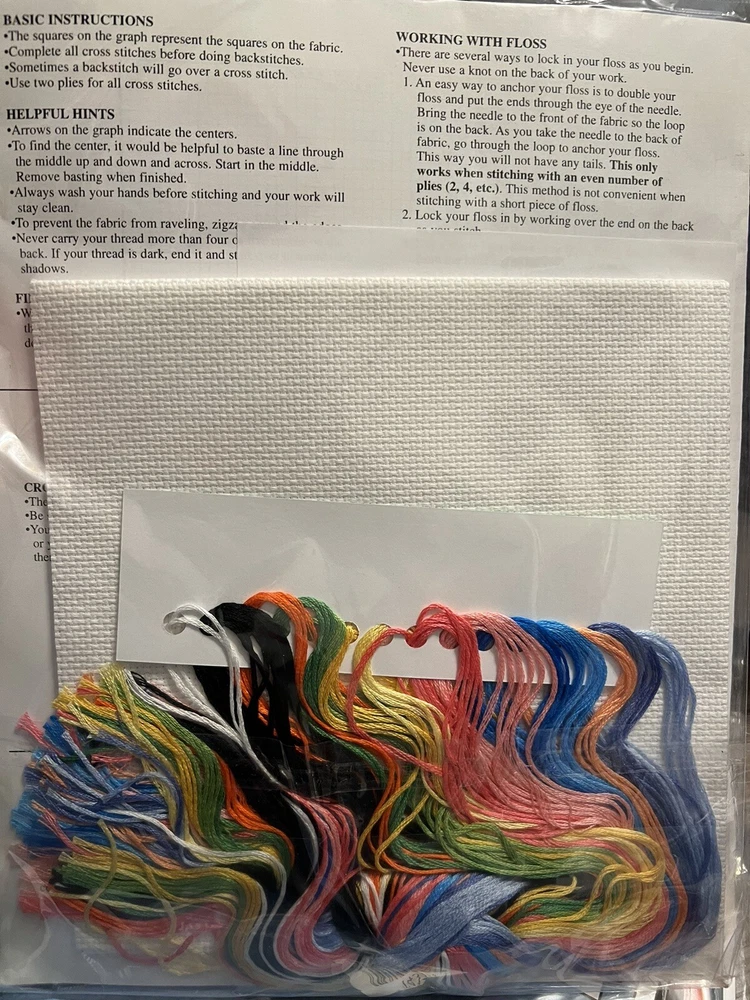 BASIC INSTRUCTIONS
•The squares on the graph represent the squares on the fabric.
•Complete all cross stitches before doing backstitches.
•Sometimes a backstitch will go over a cross stitch.
•Use two plies for all cross stitches.
HELPFUL HINTS
•Arrows on the graph indicate the centers.
•To find the center, it would be helpful to baste a line through
the middle up and down and across. Start in the middle.
Remove basting when finished.
•Always wash your hands before stitching and your work will
stay clean.
•To prevent the fabric from raveling,
•Never carry your thread more than four
back. If your thread is dark, end it and
shadows.
•The
•Be
•You
or
WORKING WITH FLOSS
•There are several ways to lock in your floss as you begin.
Never use a knot on the back of your work.
1. An easy way to anchor your floss is to double your
floss and put the ends through the eye of the needle.
Bring the needle to the front of the fabric so the loop
is on the back. As you take the needle to the back of
fabric, go through the loop to anchor your floss.
This way you will not have any tails. This only
works when stitching with an even number of
plies (2, 4, etc.). This method is not convenient when
stitching with a short piece of floss.
2. Lock your floss in by working over the end on the back